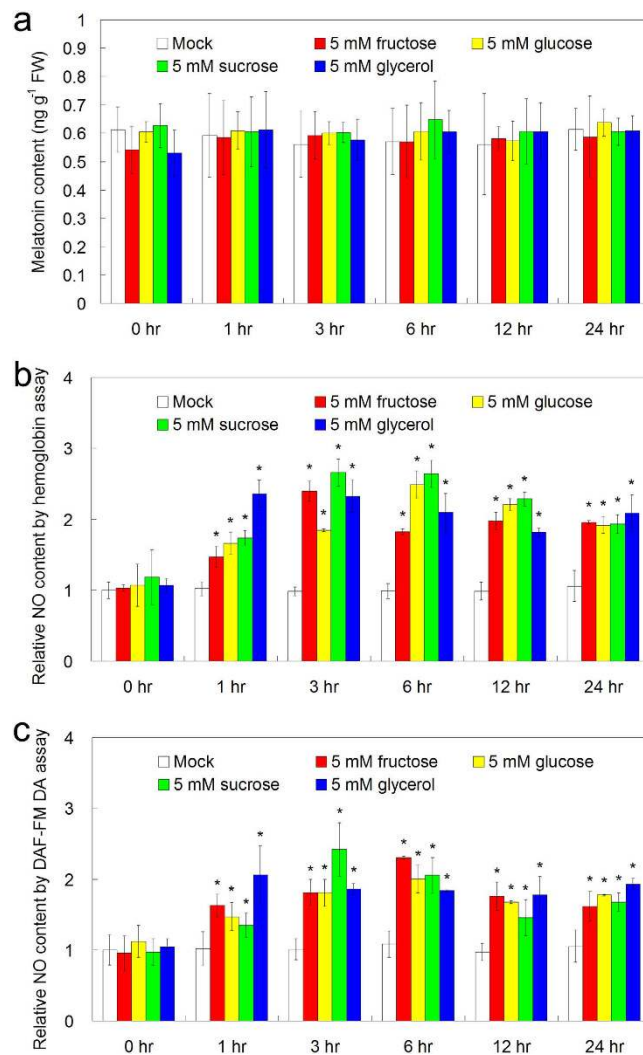 a
Mock
5 mM fructose
5 mM glucose
5 mM sucrose
5 mM glycerol
Melatonin content (ng g⁻¹ FW)
1
0.9
0.8
0.7
0.6
0.5
0.4
0.3
0.2
0.1
0
0 hr 1 hr 3 hr 6 hr 12 hr 24 hr
b
Mock
5 mM fructose
5 mM glucose
5 mM sucrose
5 mM glycerol
Relative NO content by hemoglobin assay
4
3
2
1
0
* * * * * * * * * * * * * * * * * * * *
0 hr 1 hr 3 hr 6 hr 12 hr 24 hr
c
Mock
5 mM fructose
5 mM glucose
5 mM sucrose
5 mM glycerol
Relative NO content by DAF-FM DA assay
4
3
2
1
0
* * * * * * * * * * * * * * * * * * * *
0 hr 1 hr 3 hr 6 hr 12 hr 24 hr